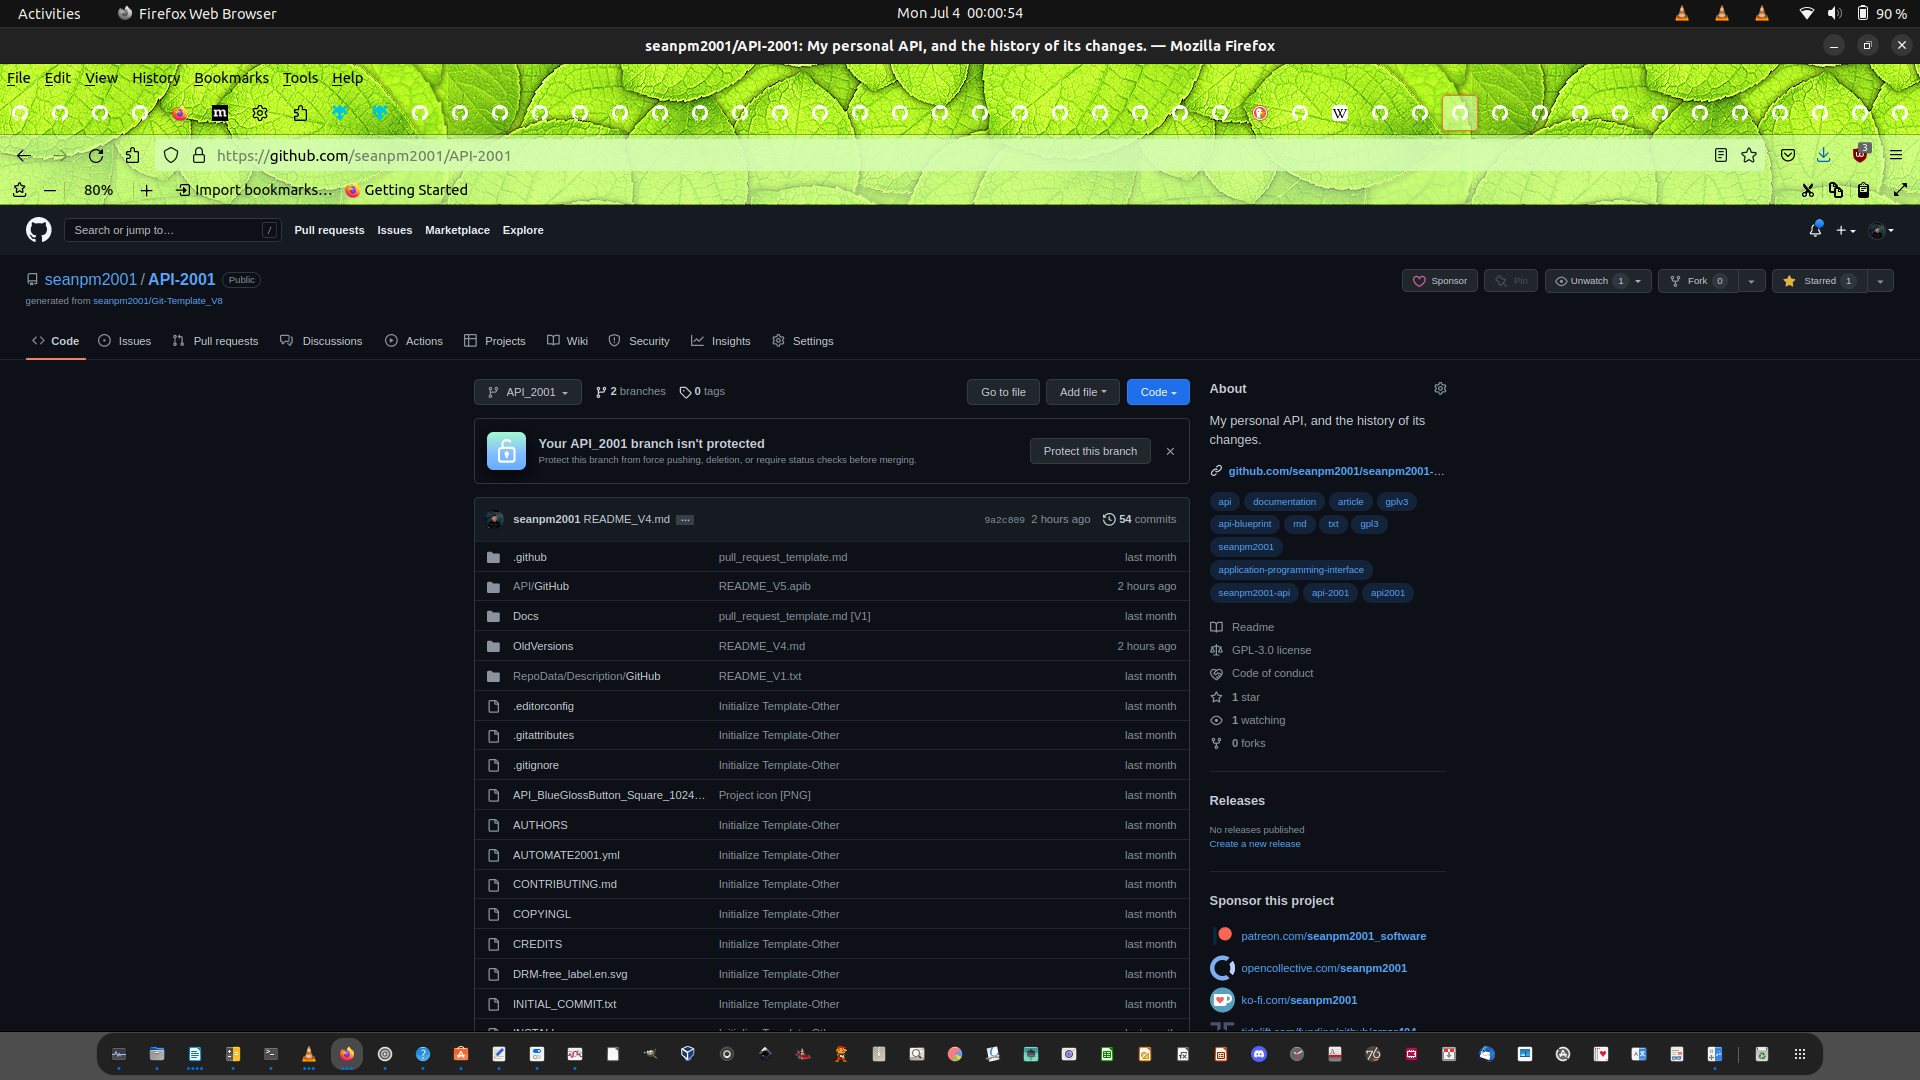 Activities
Firefox Web Browser
Mon Jul 4 00:00:54
90 %
seanpm2001/API-2001: My personal API, and the history of its changes. — Mozilla Firefox
File Edit View History Bookmarks Tools Help
https://github.com/seanpm2001/API-2001
3
80%
Import bookmarks…
Getting Started
Search or jump to…
/
Pull requests Issues Marketplace Explore
seanpm2001 / API-2001 Public
generated from seanpm2001/Git-Template_V8
Sponsor
Pin
Unwatch 1
Fork 0
Starred 1
Code
Issues
Pull requests
Discussions
Actions
Projects
Wiki
Security
Insights
Settings
API_2001
2 branches
0 tags
Go to file
Add file
Code
Your API_2001 branch isn't protected
Protect this branch from force pushing, deletion, or require status checks before merging.
Protect this branch
seanpm2001 README_V4.md ...
9a2c809 2 hours ago
54 commits
.github pull_request_template.md last month
API/GitHub README_V5.apib 2 hours ago
Docs pull_request_template.md [V1] last month
OldVersions README_V4.md 2 hours ago
RepoData/Description/GitHub README_V1.txt last month
.editorconfig Initialize Template-Other last month
.gitattributes Initialize Template-Other last month
.gitignore Initialize Template-Other last month
API_BlueGlossButton_Square_1024… Project icon [PNG] last month
AUTHORS Initialize Template-Other last month
AUTOMATE2001.yml Initialize Template-Other last month
CONTRIBUTING.md Initialize Template-Other last month
COPYINGL Initialize Template-Other last month
CREDITS Initialize Template-Other last month
DRM-free_label.en.svg Initialize Template-Other last month
INITIAL_COMMIT.txt Initialize Template-Other last month
About
My personal API, and the history of its
changes.
github.com/seanpm2001/seanpm2001-…
api documentation article gplv3
api-blueprint md txt gpl3
seanpm2001
application-programming-interface
seanpm2001-api api-2001 api2001
Readme
GPL-3.0 license
Code of conduct
1 star
1 watching
0 forks
Releases
No releases published
Create a new release
Sponsor this project
patreon.com/seanpm2001_software
opencollective.com/seanpm2001
ko-fi.com/seanpm2001